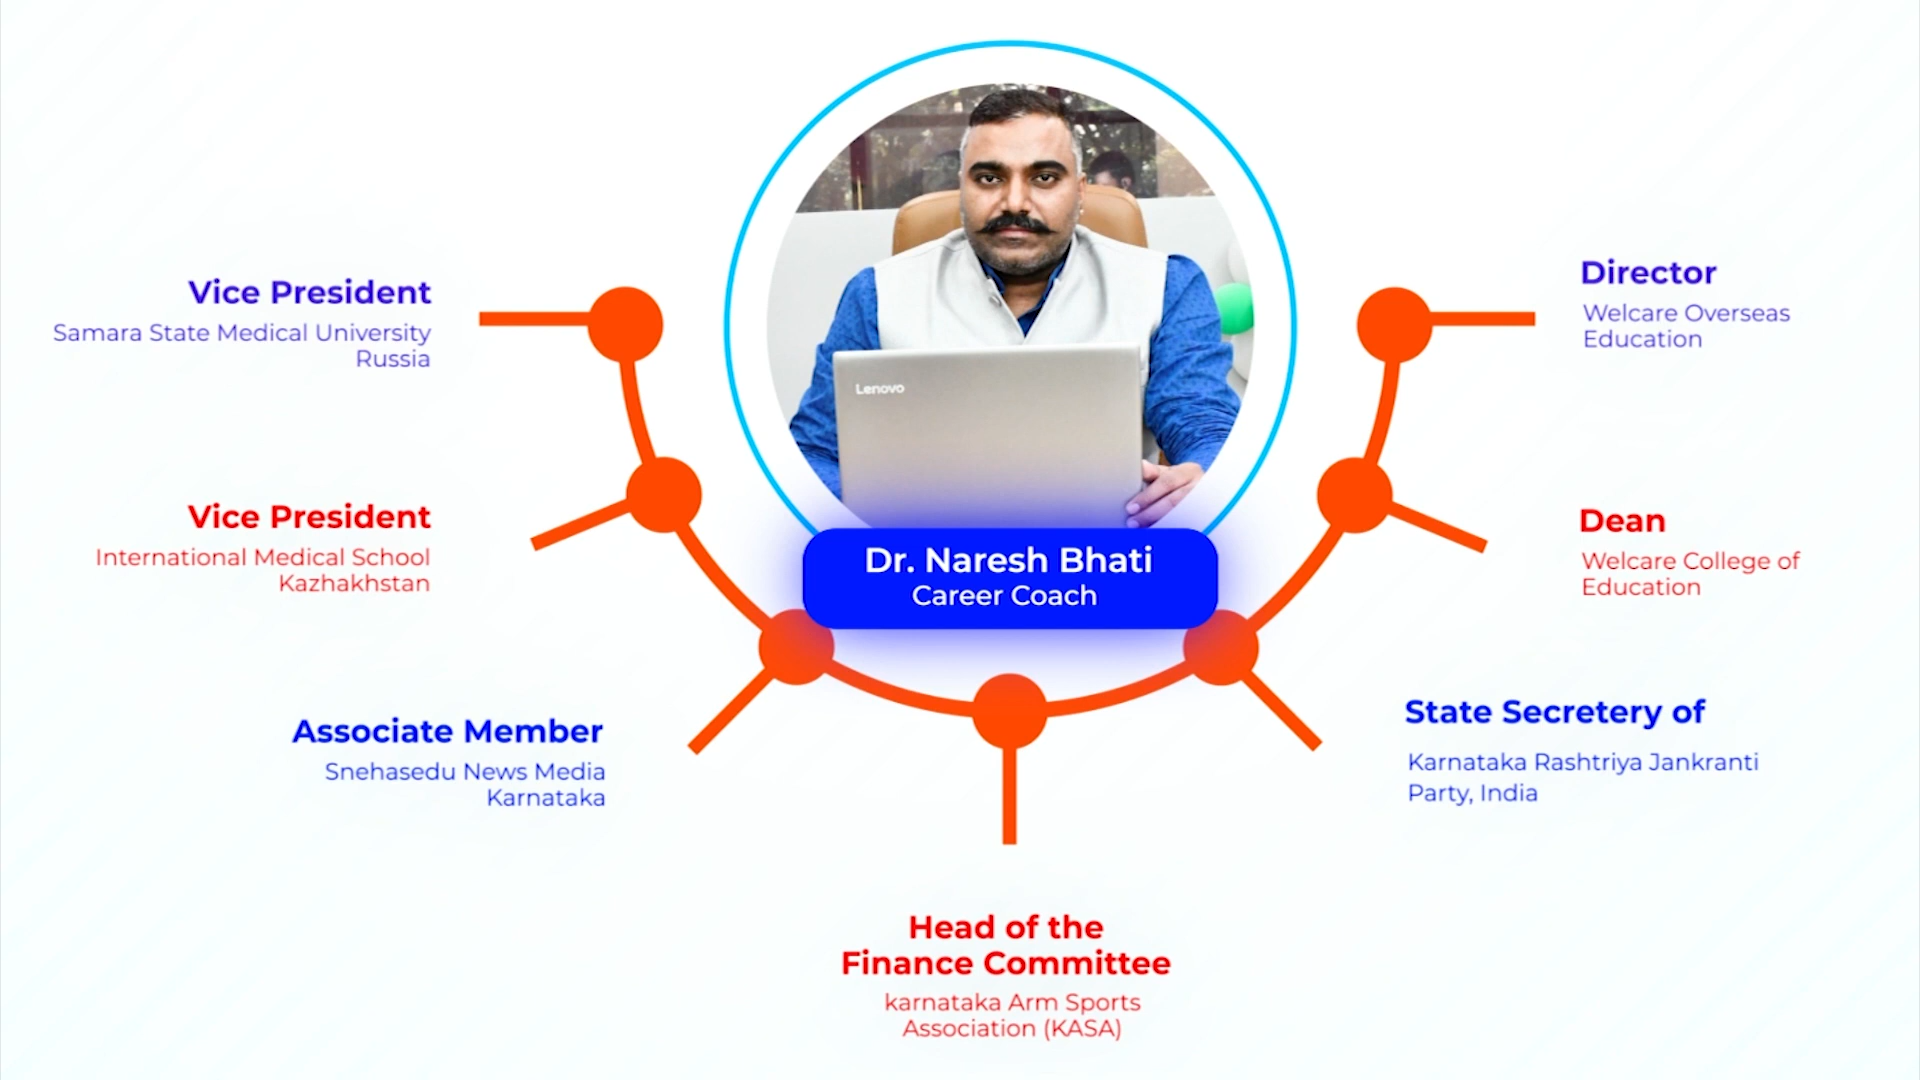 Lenovo
Dr. Naresh Bhati
Career Coach
Vice President
Samara State Medical University
Russia
Vice President
International Medical School
Kazhakhstan
Associate Member
Snehasedu News Media
Karnataka
Head of the
Finance Committee
karnataka Arm Sports
Association (KASA)
State Secretery of
Karnataka Rashtriya Jankranti
Party, India
Dean
Welcare College of
Education
Director
Welcare Overseas
Education